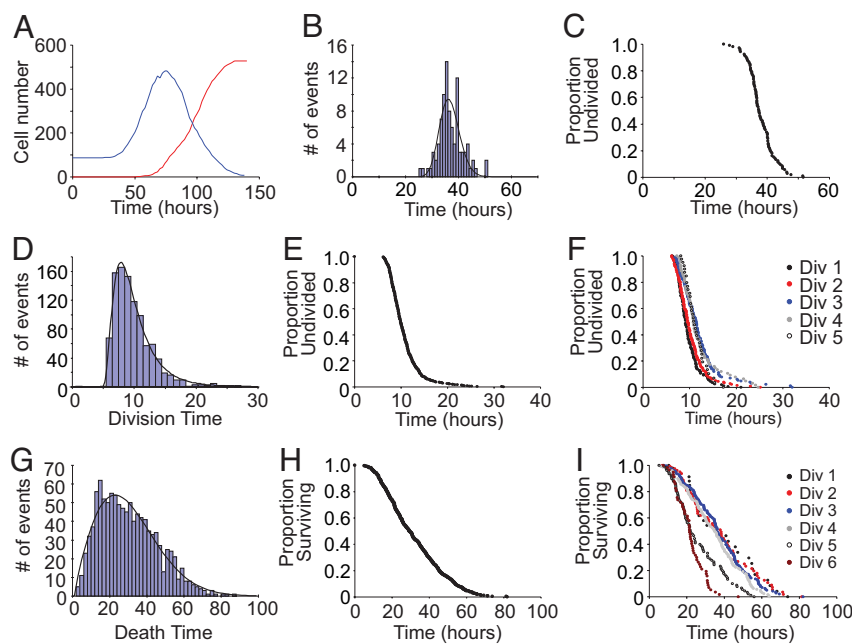 A
600
400
200
0
Cell number
0 50 100 150
Time (hours)
B
16
12
8
4
0
# of events
0 20 40 60
Time (hours)
C
1.0
0.8
0.6
0.4
0.2
0
Proportion
Undivided
0 20 40 60
Time (hours)
D
160
120
80
40
0
# of events
0 10 20 30
Division Time
E
1.0
0.8
0.6
0.4
0.2
0
Proportion
Undivided
0 10 20 30 40
Time (hours)
F
1.0
0.8
0.6
0.4
0.2
0
Proportion
Undivided
0 10 20 30 40
Time (hours)
Div 1
Div 2
Div 3
Div 4
Div 5
G
70
60
50
40
30
20
10
0
# of events
0 20 40 60 80 100
Death Time
H
1.0
0.8
0.6
0.4
0.2
0
Proportion
Surviving
0 20 40 60 80 100
Time (hours)
I
1.0
0.8
0.6
0.4
0.2
0
Proportion
Surviving
0 20 40 60 80 100
Time (hours)
Div 1
Div 2
Div 3
Div 4
Div 5
Div 6